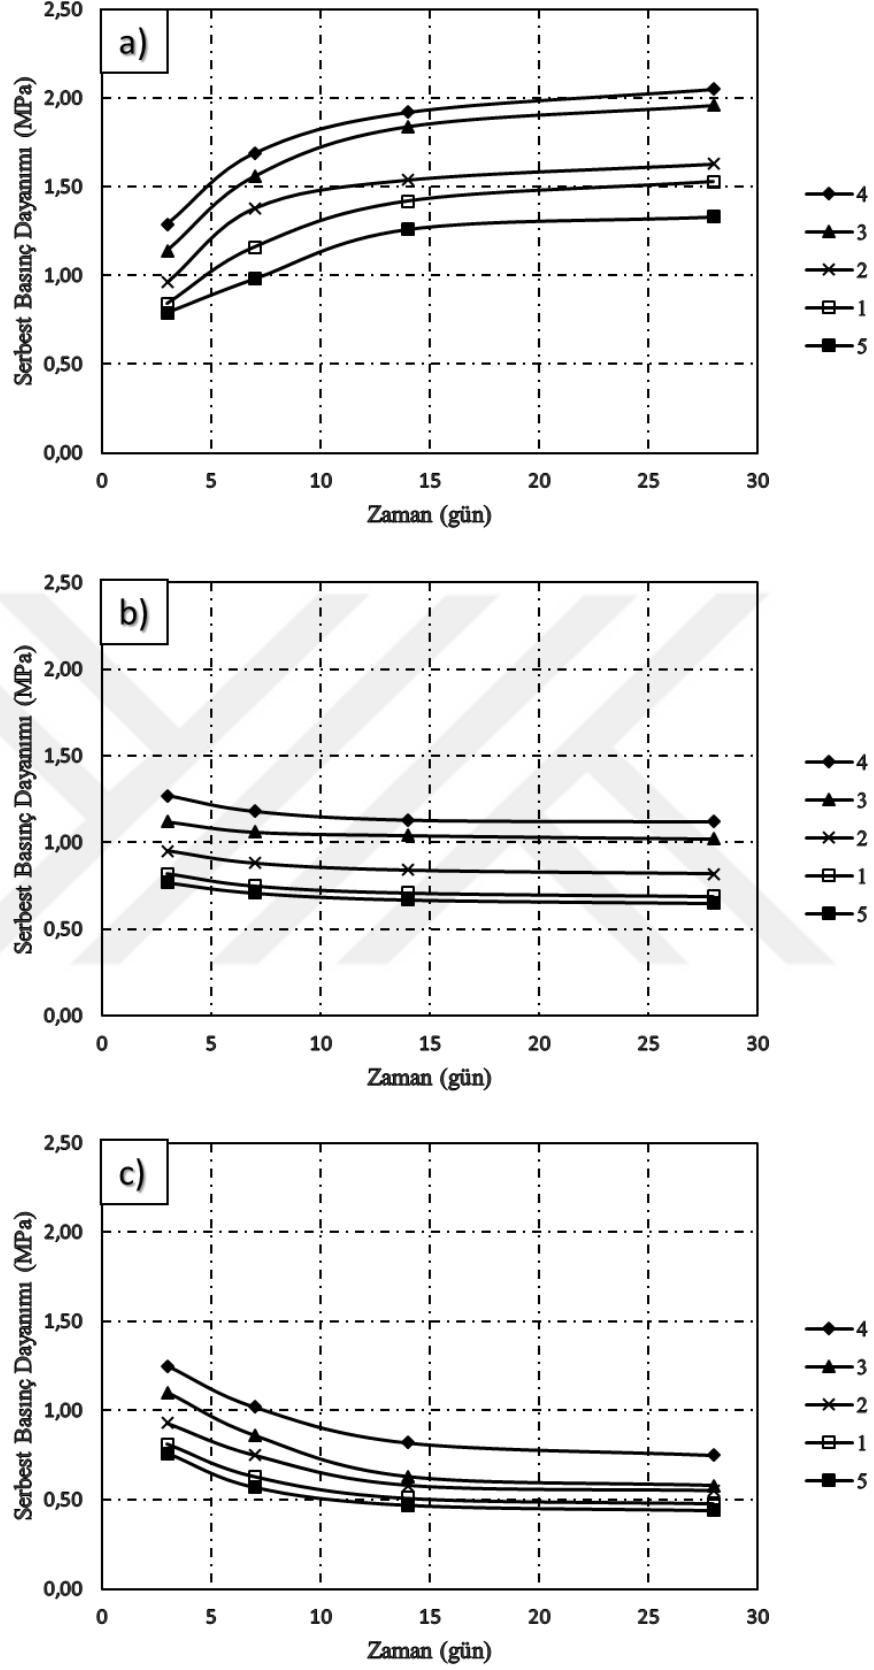 a)
2,50
2,00
1,50
1,00
0,50
0,00
Serbest Basınç Dayanımı (MPa)
0 5 10 15 20 25 30
Zaman (gün)
4
3
2
1
5
b)
2,50
2,00
1,50
1,00
0,50
0,00
Serbest Basınç Dayanımı (MPa)
0 5 10 15 20 25 30
Zaman (gün)
4
3
2
1
5
c)
2,50
2,00
1,50
1,00
0,50
0,00
Serbest Basınç Dayanımı (MPa)
0 5 10 15 20 25 30
Zaman (gün)
4
3
2
1
5